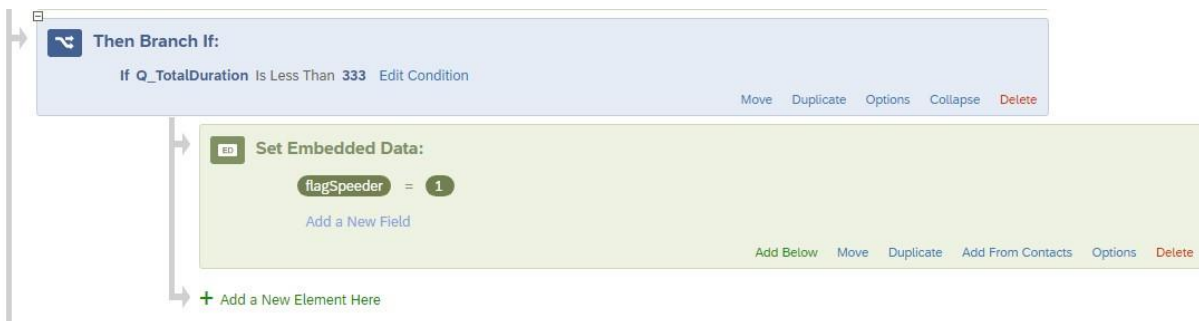 Then Branch If:
If Q_TotalDuration Is Less Than 333 Edit Condition
Move Duplicate Options Collapse Delete
ED Set Embedded Data:
flagSpeeder = 1
Add a New Field
Add Below Move Duplicate Add From Contacts Options Delete
+ Add a New Element Here